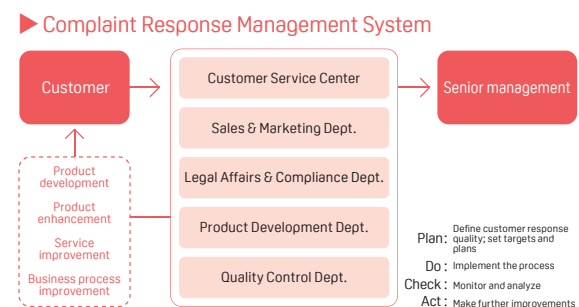 Complaint Response Management System
Customer
Customer Service Center
Sales & Marketing Dept.
Legal Affairs & Compliance Dept.
Product Development Dept.
Quality Control Dept.
Senior management
Product
development
Product
enhancement
Service
improvement
Business process
improvement
Plan: Define customer response
quality; set targets and
plans
Do: Implement the process
Check: Monitor and analyze
Act: Make further improvements